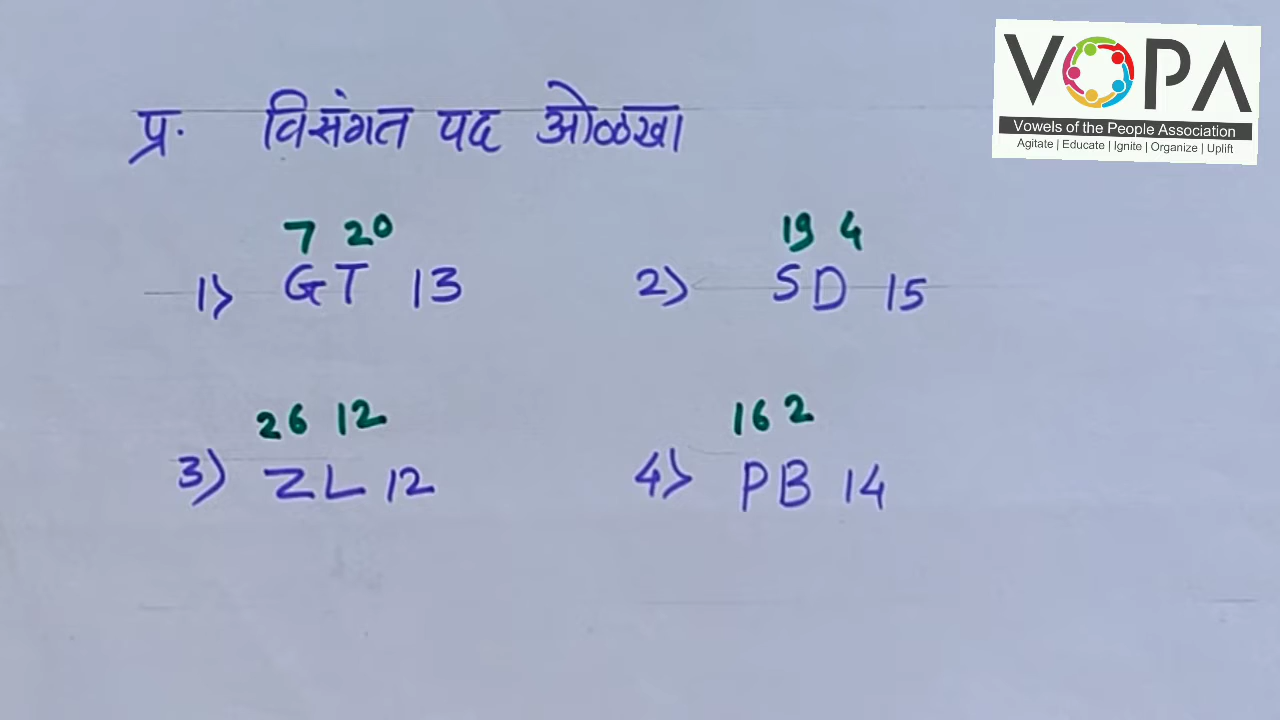 VOPA
Vowels of the People Association
Agitate | Educate | Ignite | Organize | Uplift
प्र. विसंगत पद ओळखा
7 20
1) GT 13
19 4
2) SD 15
26 12
3) ZL 12
16 2
4) PB 14